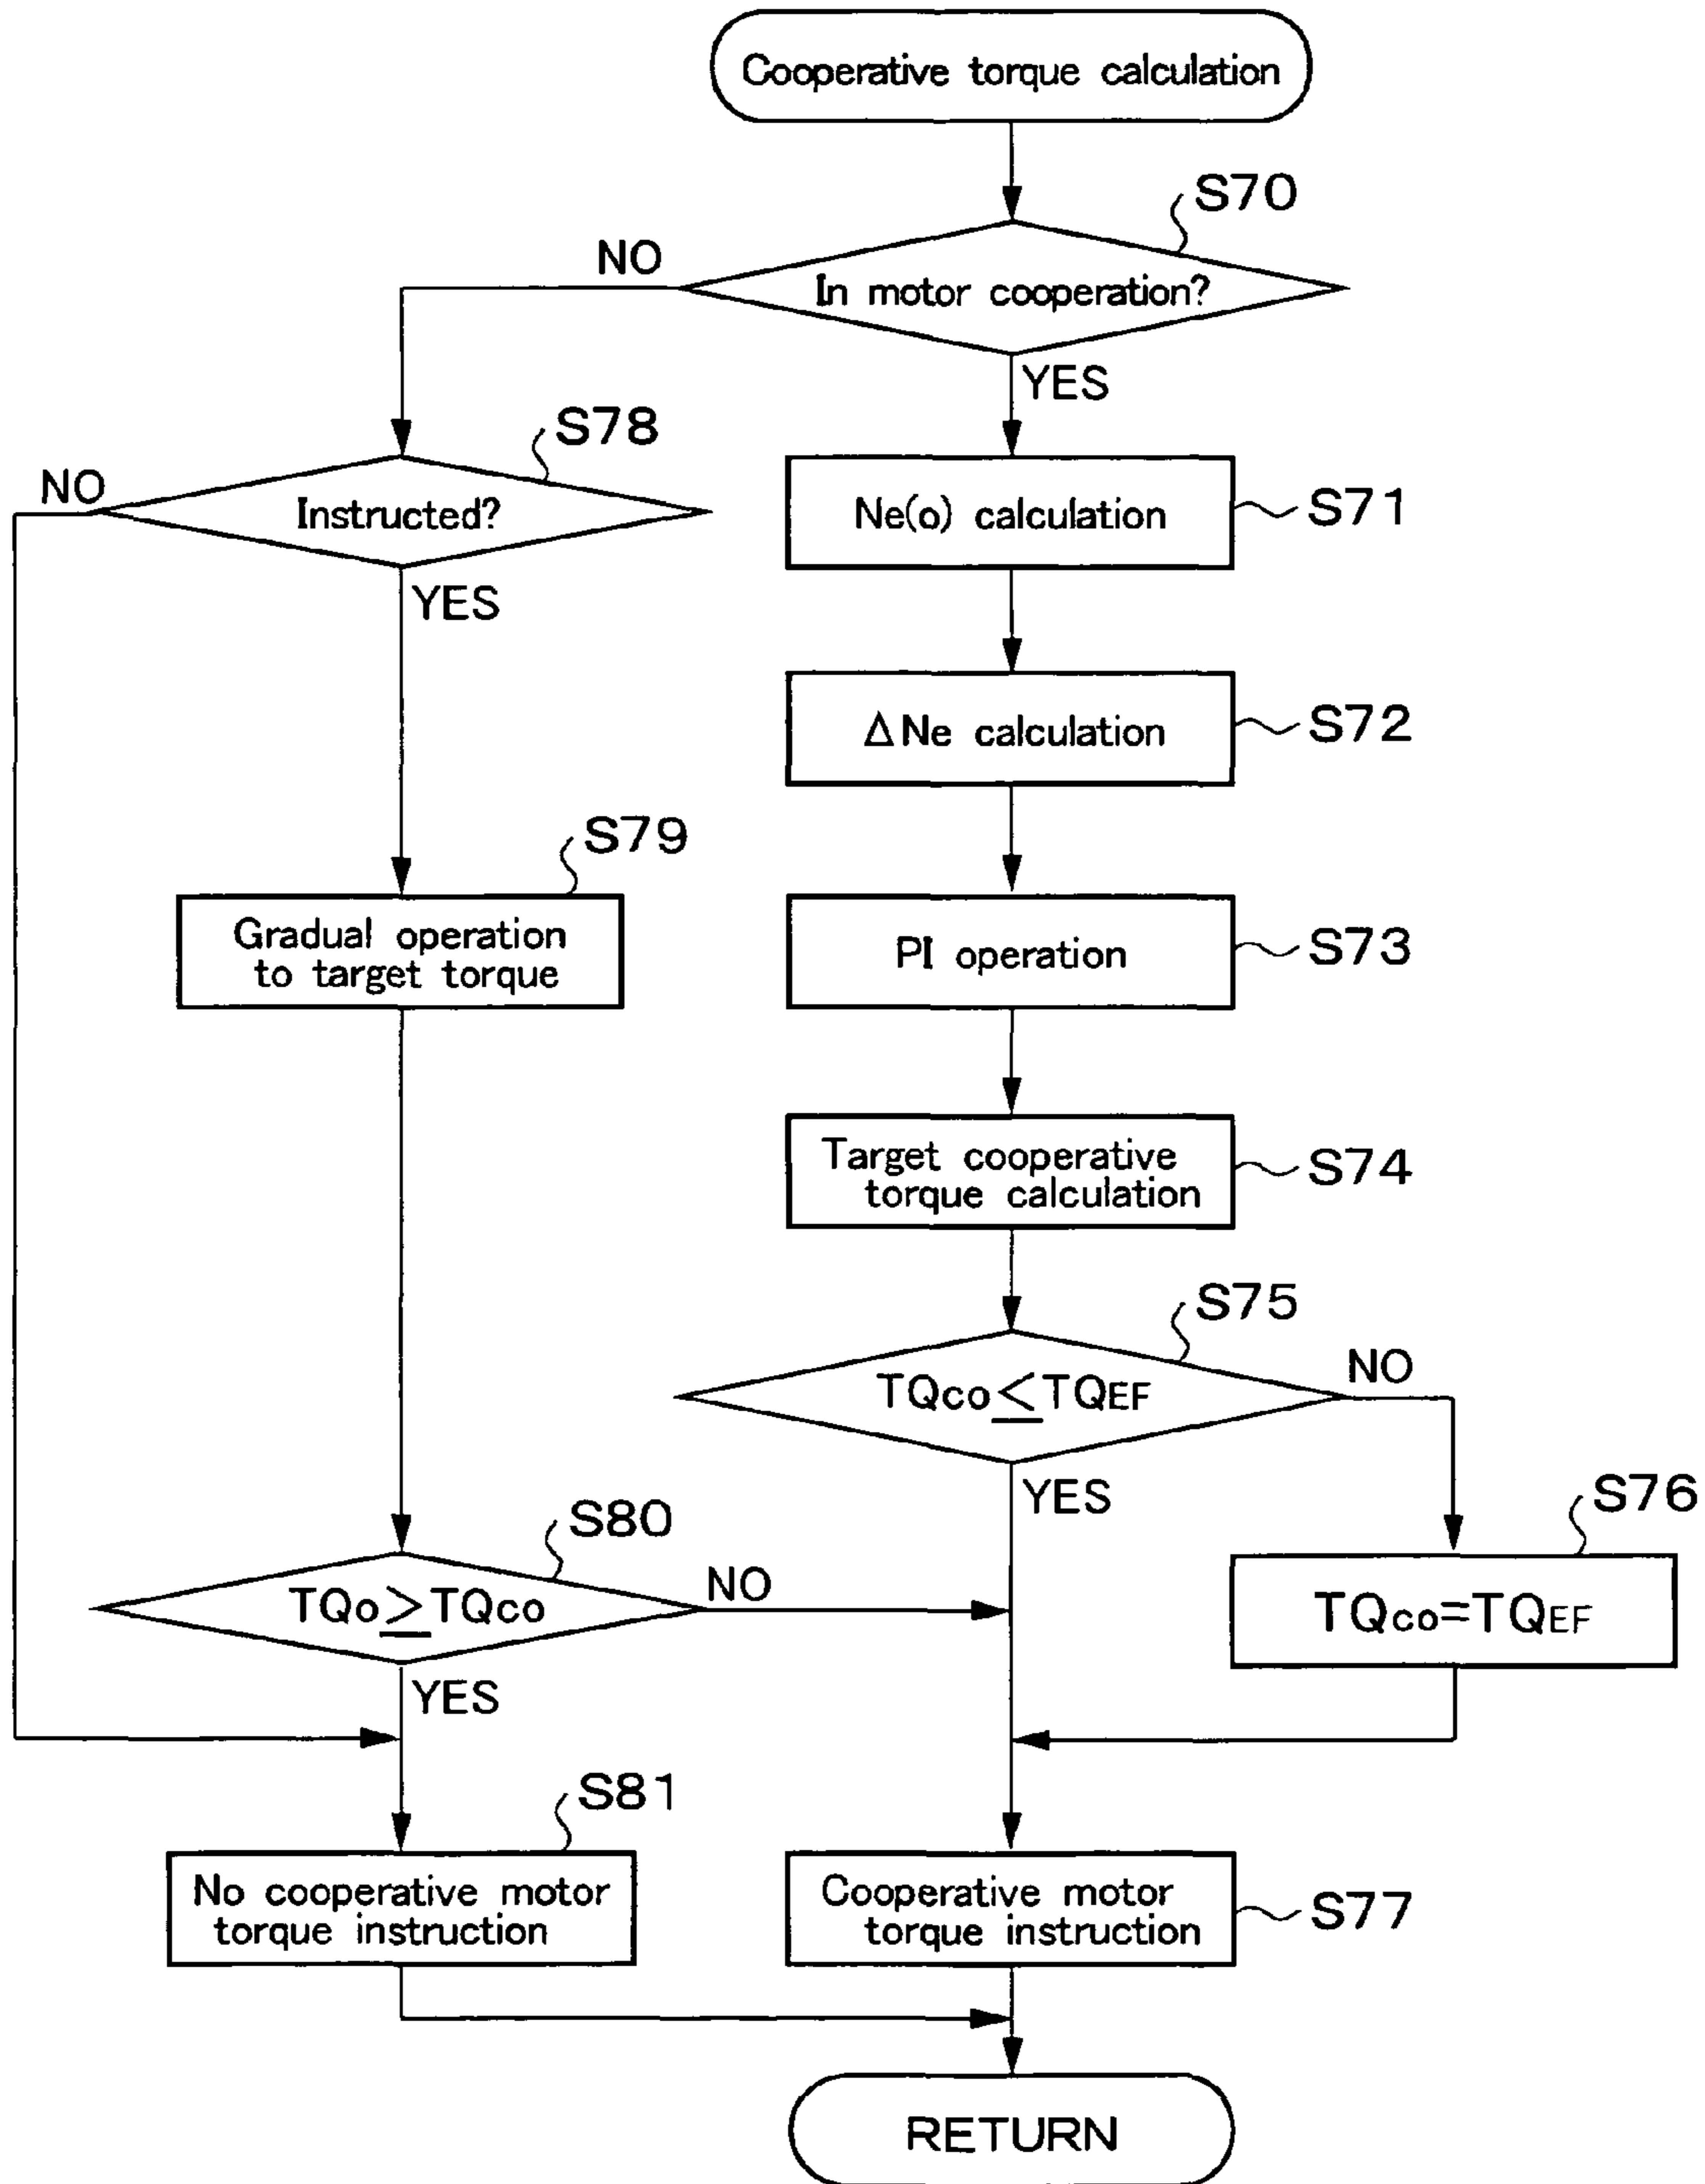 Cooperative torque calculation
S70
NO
In motor cooperation?
YES
S78
NO
Instructed?
YES
Ne(o) calculation
S71
ΔNe calculation
S72
S79
Gradual operation
to target torque
PI operation
S73
Target cooperative
torque calculation
S74
S75
TQco≤TQEF
NO
YES
S76
TQco=TQEF
S80
TQo≥TQco
NO
YES
S81
No cooperative motor
torque instruction
Cooperative motor
torque instruction
S77
RETURN